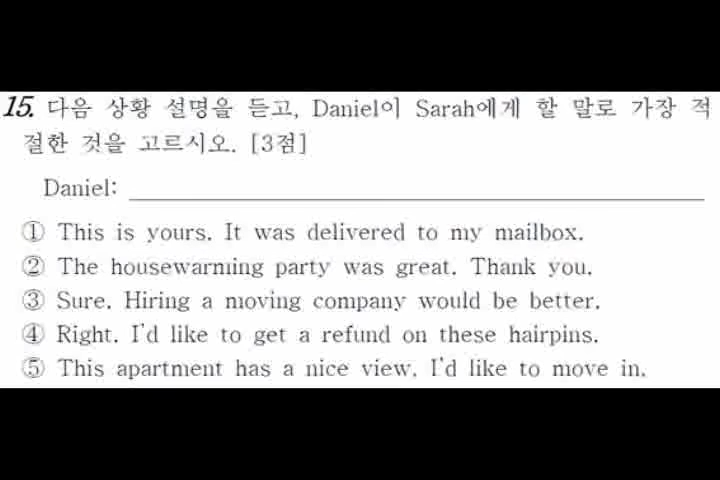 15. 다음 상황 설명을 듣고, Daniel이 Sarah에게 할 말로 가장 적
절한 것을 고르시오. [3점]
Daniel:
① This is yours. It was delivered to my mailbox.
② The housewarming party was great. Thank you.
③ Sure. Hiring a moving company would be better.
④ Right. I'd like to get a refund on these hairpins.
⑤ This apartment has a nice view. I'd like to move in.